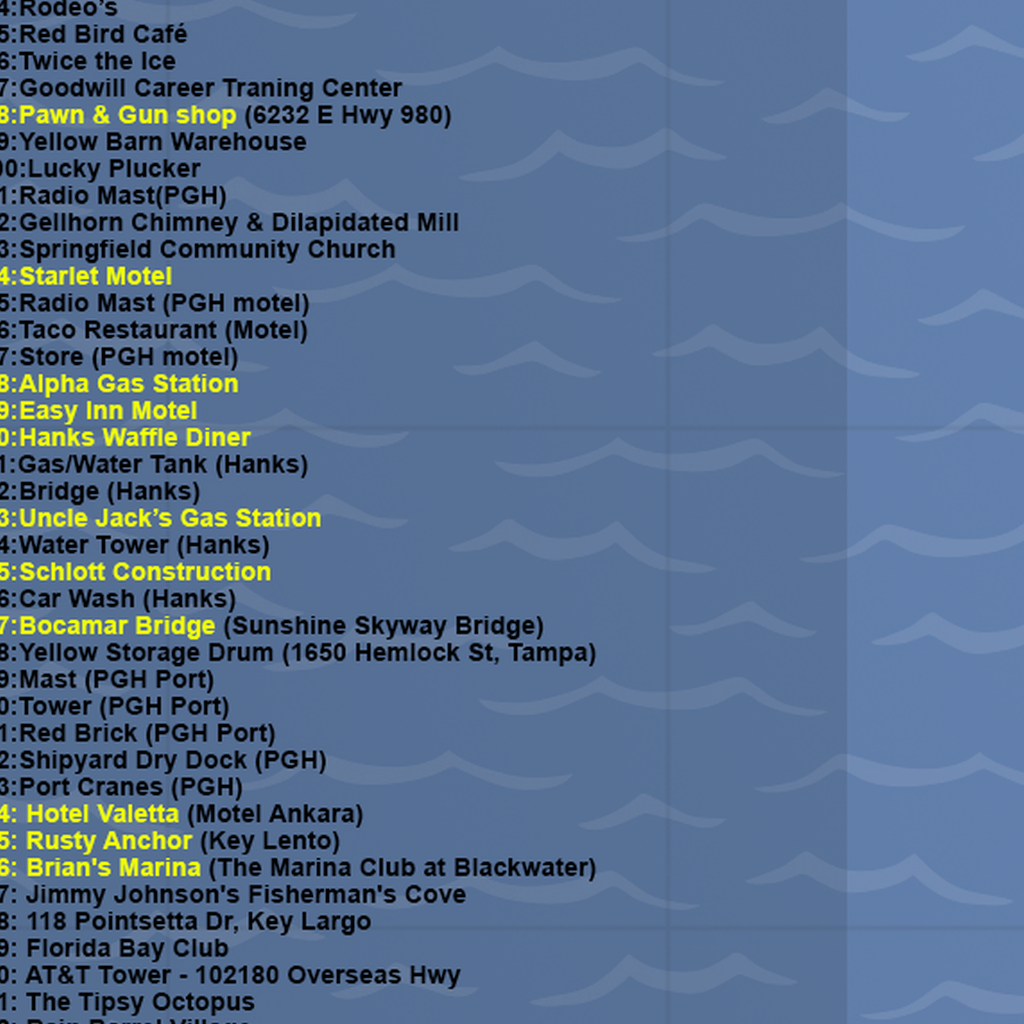 4:Rodeo's
5:Red Bird Café
6:Twice the Ice
7:Goodwill Career Traning Center
8:Pawn & Gun shop (6232 E Hwy 980)
9:Yellow Barn Warehouse
00:Lucky Plucker
1:Radio Mast(PGH)
2:Gellhorn Chimney & Dilapidated Mill
3:Springfield Community Church
4:Starlet Motel
5:Radio Mast (PGH motel)
6:Taco Restaurant (Motel)
7:Store (PGH motel)
8:Alpha Gas Station
9:Easy Inn Motel
0:Hanks Waffle Diner
1:Gas/Water Tank (Hanks)
2:Bridge (Hanks)
3:Uncle Jack’s Gas Station
4:Water Tower (Hanks)
5:Schlott Construction
6:Car Wash (Hanks)
7:Bocamar Bridge (Sunshine Skyway Bridge)
8:Yellow Storage Drum (1650 Hemlock St, Tampa)
9:Mast (PGH Port)
0:Tower (PGH Port)
1:Red Brick (PGH Port)
2:Shipyard Dry Dock (PGH)
3:Port Cranes (PGH)
4: Hotel Valetta (Motel Ankara)
5: Rusty Anchor (Key Lento)
6: Brian's Marina (The Marina Club at Blackwater)
7: Jimmy Johnson's Fisherman's Cove
8: 118 Pointsetta Dr, Key Largo
9: Florida Bay Club
0: AT&T Tower - 102180 Overseas Hwy
1: The Tipsy Octopus